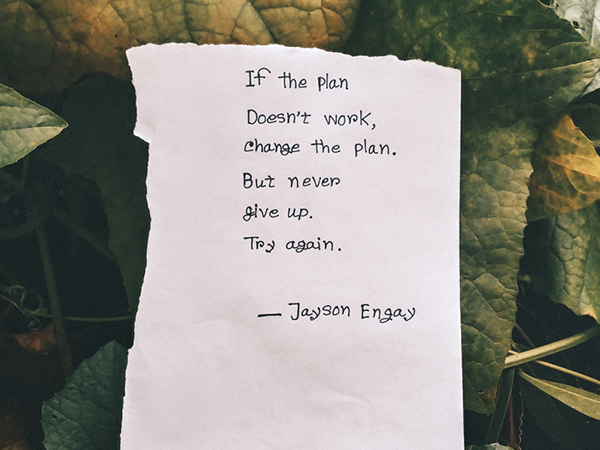 If the plan
Doesn't work,
change the plan.
But never
give up.
Try again.
— Jayson Engay